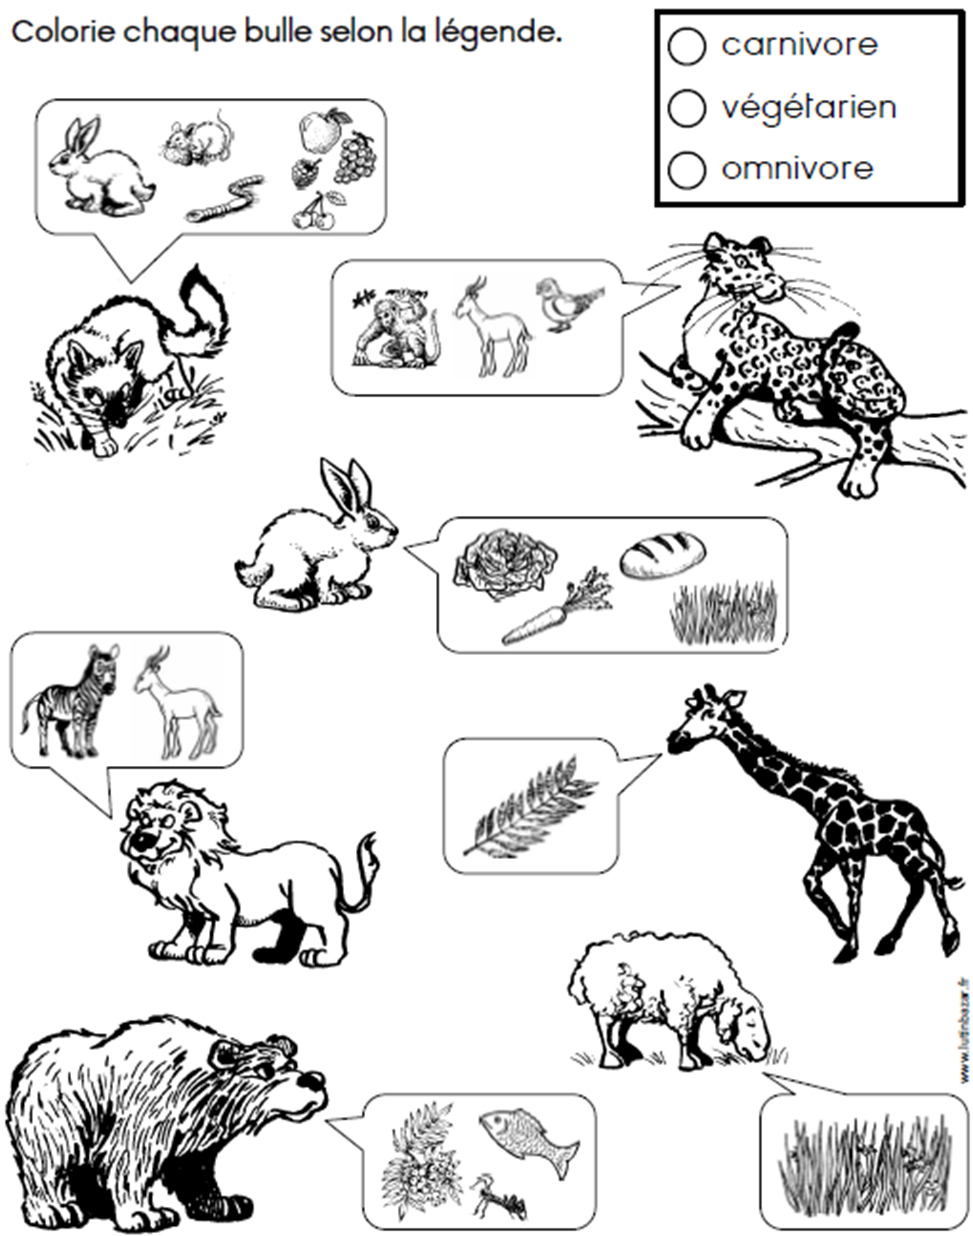 Colorie chaque bulle selon la légende.
carnivore
végétarien
omnivore
www.lutinbazar.fr